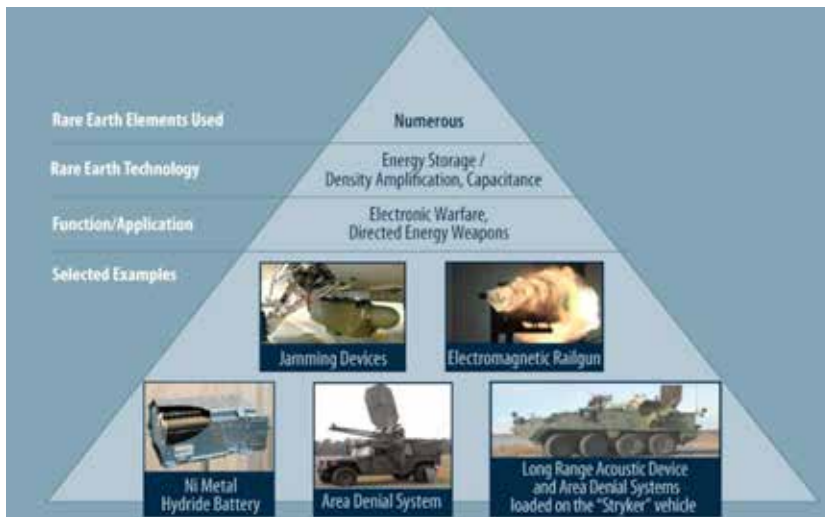 Rare Earth Elements Used
Numerous
Rare Earth Technology
Energy Storage /
Density Amplification, Capacitance
Function/Application
Electronic Warfare,
Directed Energy Weapons
Selected Examples
Jamming Devices
Electromagnetic Railgun
Ni Metal
Hydride Battery
Area Denial System
Long Range Acoustic Device
and Area Denial Systems
loaded on the "Stryker" vehicle